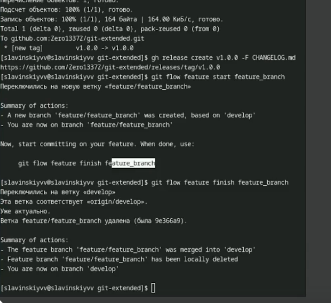 Перечисление объектов: 1, готово.
Подсчет объектов: 100% (1/1), готово.
Запись объектов: 100% (1/1), 164 байта | 164.00 КиБ/с, готово.
Total 1 (delta 0), reused 0 (delta 0), pack-reused 0 (from 0)
To github.com:Zero13372/git-extended.git
 * [new tag]         v1.0.0 -> v1.0.0
[slavinskiyvv@slavinskiyvv git-extended]$ gh release create v1.0.0 -F CHANGELOG.md
https://github.com/Zero13372/git-extended/releases/tag/v1.0.0
[slavinskiyvv@slavinskiyvv git-extended]$ git flow feature start feature_branch
Переключились на новую ветку «feature/feature_branch»
Summary of actions:
- A new branch 'feature/feature_branch' was created, based on 'develop'
- You are now on branch 'feature/feature_branch'
Now, start committing on your feature. When done, use:
git flow feature finish feature_branch
[slavinskiyvv@slavinskiyvv git-extended]$ git flow feature finish feature_branch
Переключились на ветку «develop»
Эта ветка соответствует «origin/develop».
Уже актуально.
Ветка feature/feature_branch удалена (была 9e366a9).
Summary of actions:
- The feature branch 'feature/feature_branch' was merged into 'develop'
- Feature branch 'feature/feature_branch' has been locally deleted
- You are now on branch 'develop'
[slavinskiyvv@slavinskiyvv git-extended]$